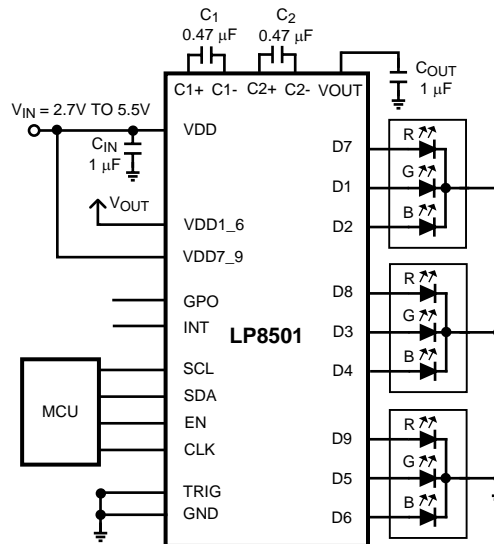 C1 C2
0.47 μF 0.47 μF
C1+ C1- C2+ C2- VOUT
COUT
1 μF
VIN = 2.7V TO 5.5V
CIN
1 μF
VDD
VOUT
VDD1_6
VDD7_9
GPO
INT
LP8501
MCU
SCL
SDA
EN
CLK
TRIG
GND
D7 R
D1 G
D2 B
D8 R
D3 G
D4 B
D9 R
D5 G
D6 B